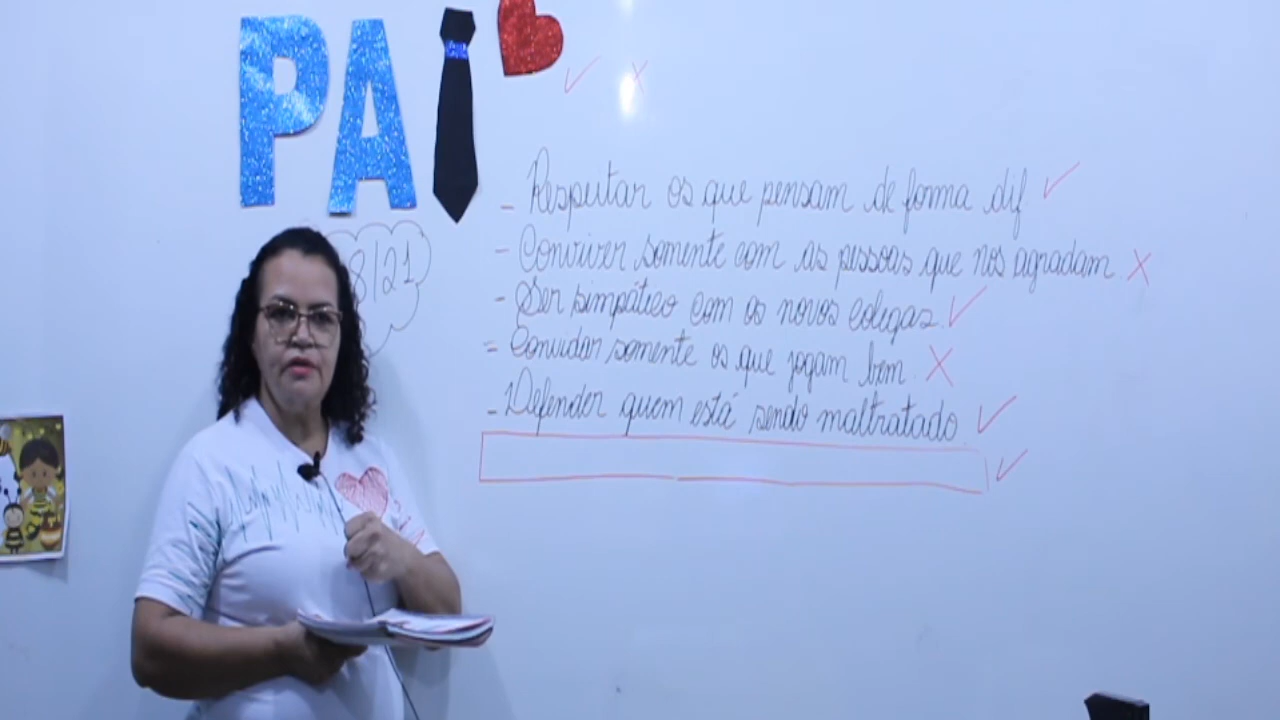 PAI
8/21
- Respeitar os que pensam de forma dif
- Conviver somente com as pessoas que nos agradam
- Ser simpático com os novos colegas.
- Convidar somente os que jogam bem.
- Defender quem está sendo maltratado.